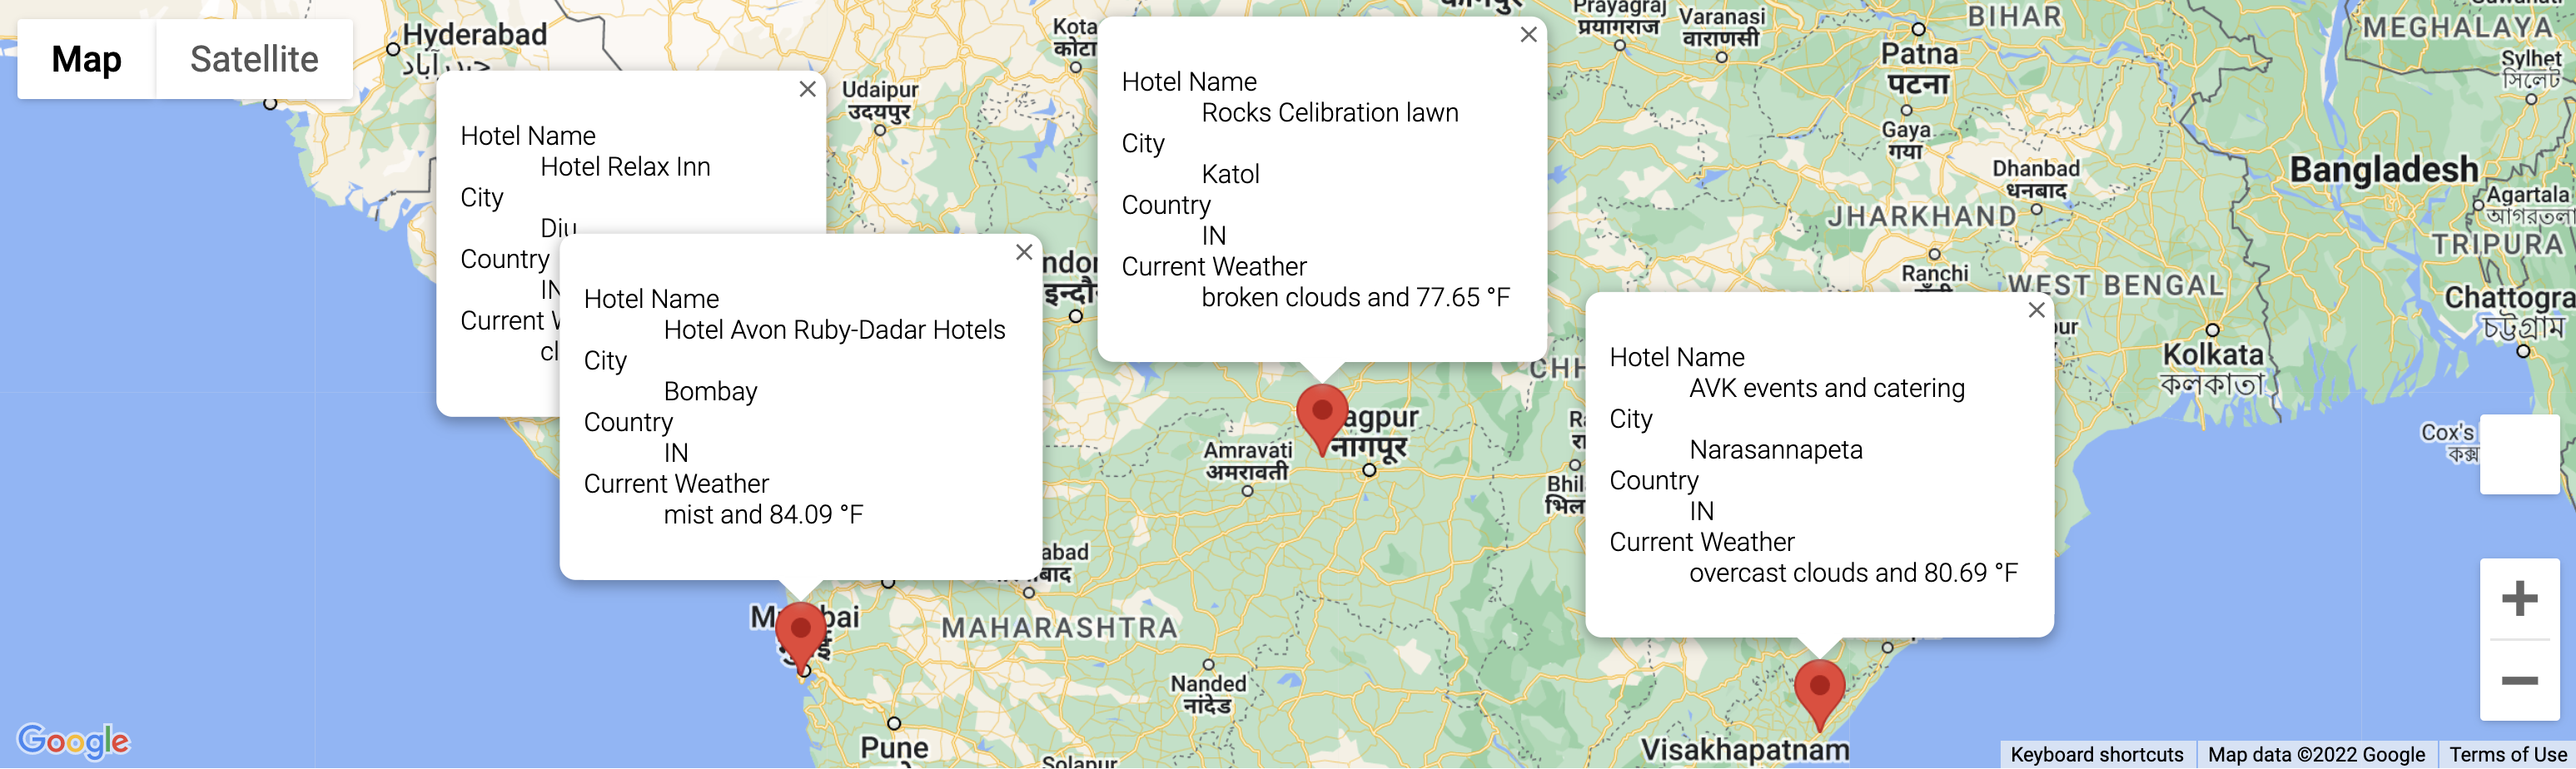 Map
Satellite
Hyderabad
Kota
कोटा
Udaipur
उदयपुर
प्रयागराज
Varanasi
वाराणसी
Patna
पटना
BIHAR
Gaya
गया
MEGHALAYA
Sylhet
সিলেট
Dhanbad
धनबाद
Bangladesh
Agartala
JHARKHAND
TRIPURA
Ranchi
WEST BENGAL
Kolkata
কলকাতা
Chattogra
চট্টগ্রাম
Cox's
Hotel Name
Hotel Relax Inn
City
Diu
Country
IN
Current
cl
Hotel Name
Hotel Avon Ruby-Dadar Hotels
City
Bombay
Country
IN
Current Weather
mist and 84.09 °F
Hotel Name
Rocks Celibration lawn
City
Katol
Country
IN
Current Weather
broken clouds and 77.65 °F
Hotel Name
AVK events and catering
City
Narasannapeta
Country
IN
Current Weather
overcast clouds and 80.69 °F
agpur
नागपूर
Amravati
अमरावती
CHH
Bhil
भिल
abad
MAHARASHTRA
Nanded
नांदेड
Pune
Solapur
Visakhapatnam
Google
Keyboard shortcuts
Map data ©2022 Google
Terms of Use